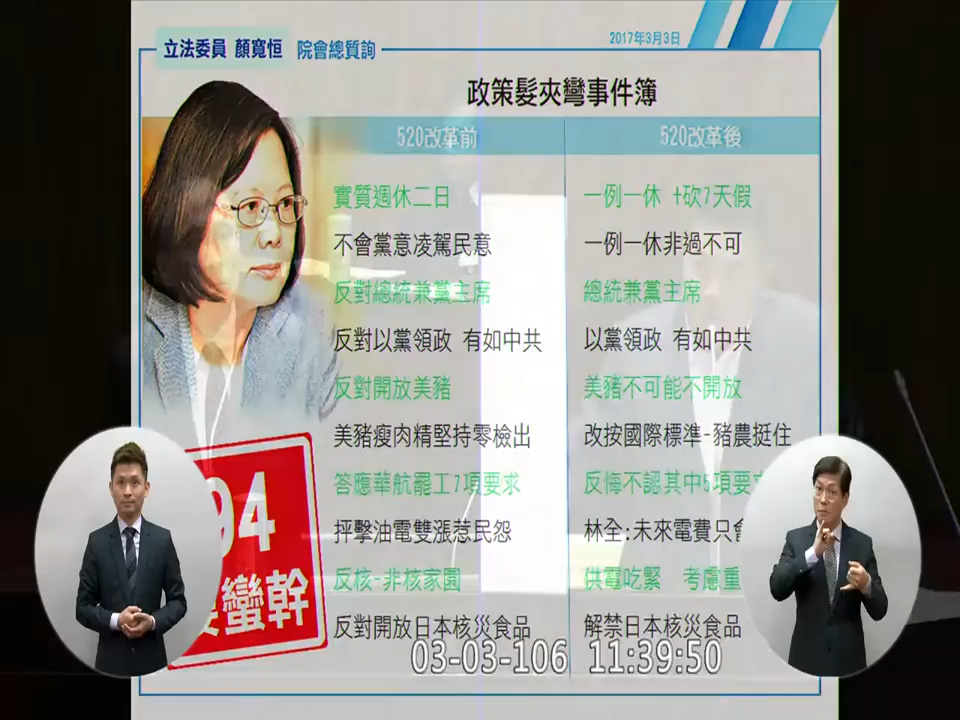 立法委員 顏寬恒 院會總質詢
2017年3月3日
政策髮夾彎事件簿
520改革前 520改革後
實質週休二日 一例一休 +砍7天假
不會黨意凌駕民意 一例一休非過不可
反對總統兼黨主席 總統兼黨主席
反對以黨領政 有如中共 以黨領政 有如中共
反對開放美豬 美豬不可能不開放
美豬瘦肉精堅持零檢出 改按國際標準-豬農挺住
答應華航罷工7項要求 反悔不認其中5項要求
抨擊油電雙漲惹民怨 林全:未來電費只會
反核-非核家園 供電吃緊 考慮重
反對開放日本核災食品 解禁日本核災食品
94
蠻幹
03-03-106 11:39:50